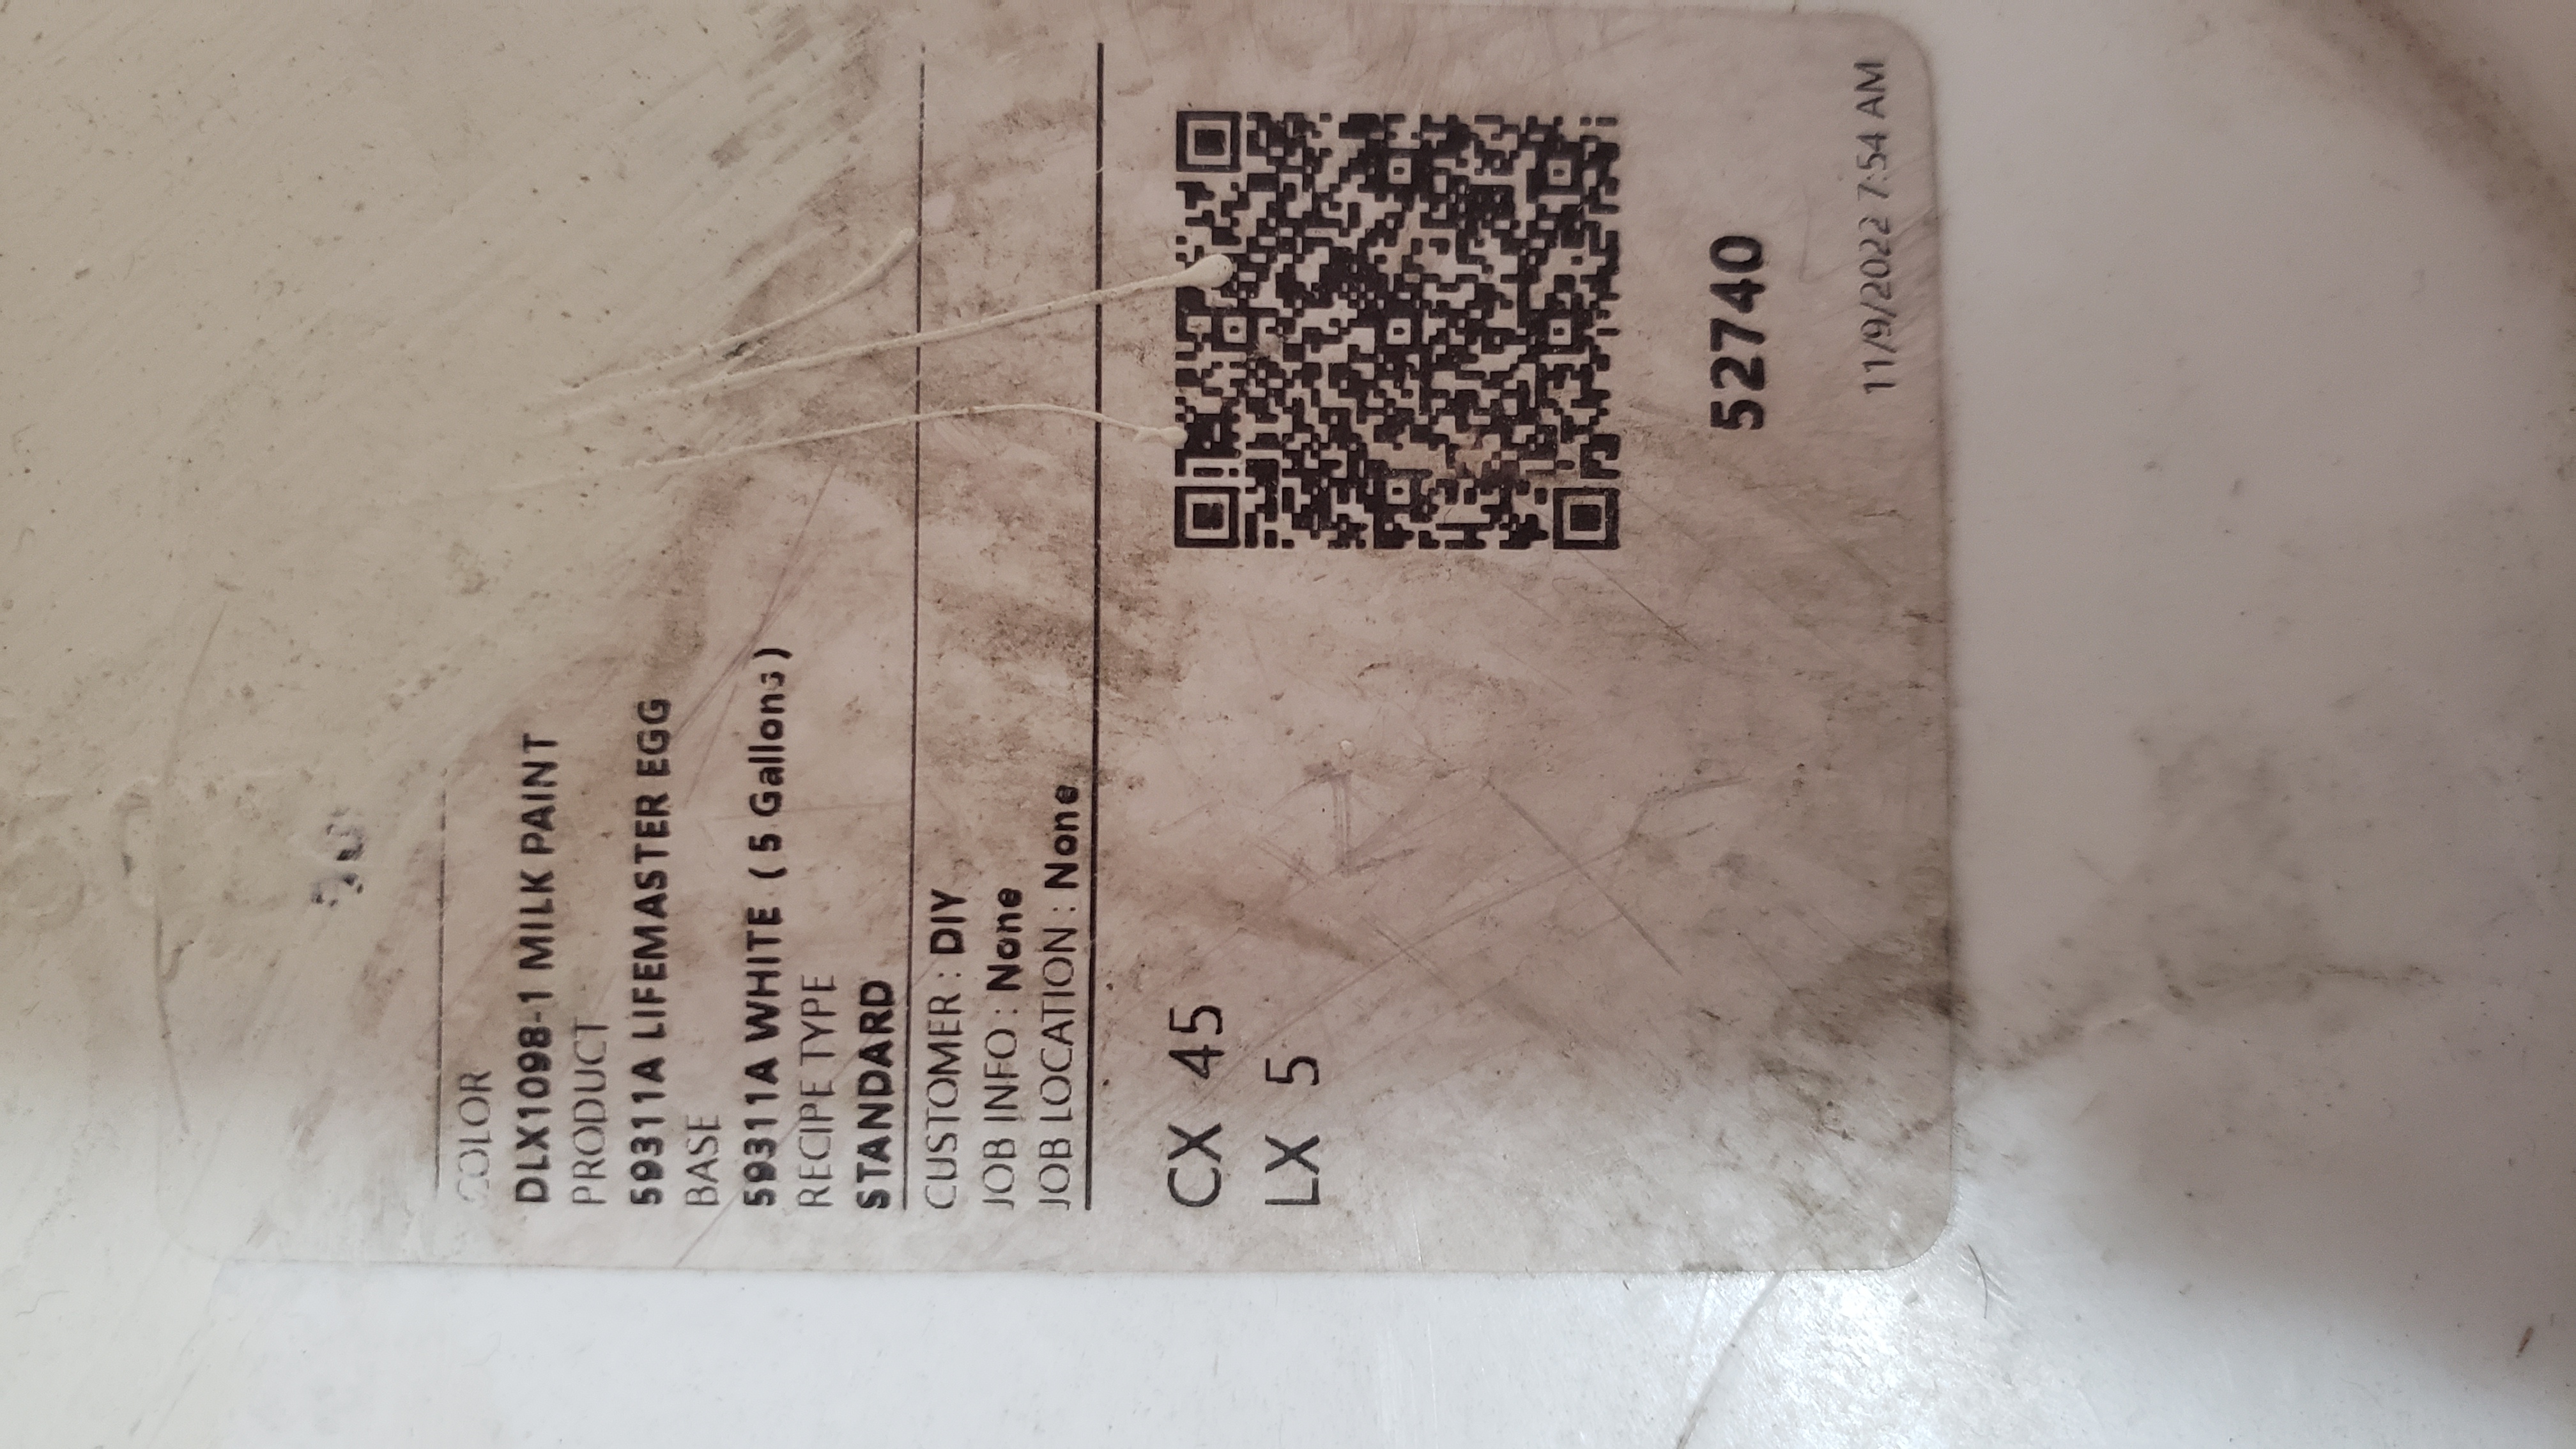 COLOR
DLX1098-1 MILK PAINT
PRODUCT
59311A LIFEMASTER EGG
BASE
59311A WHITE (5 Gallons)
RECIPE TYPE
STANDARD
CUSTOMER : DIY
JOB INFO : None
JOB LOCATION : None
CX 45
LX 5
52740
11/9/2022 7:54 AM